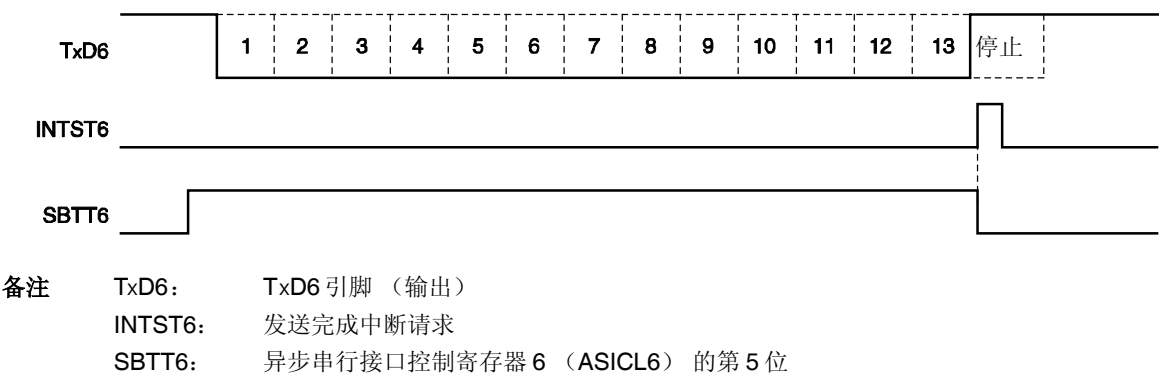 TxD6 1 2 3 4 5 6 7 8 9 10 11 12 13 停止
INTST6
SBTT6
备注 TxD6： TxD6 引脚 （输出）
INTST6： 发送完成中断请求
SBTT6： 异步串行接口控制寄存器 6 （ASICL6） 的第 5 位